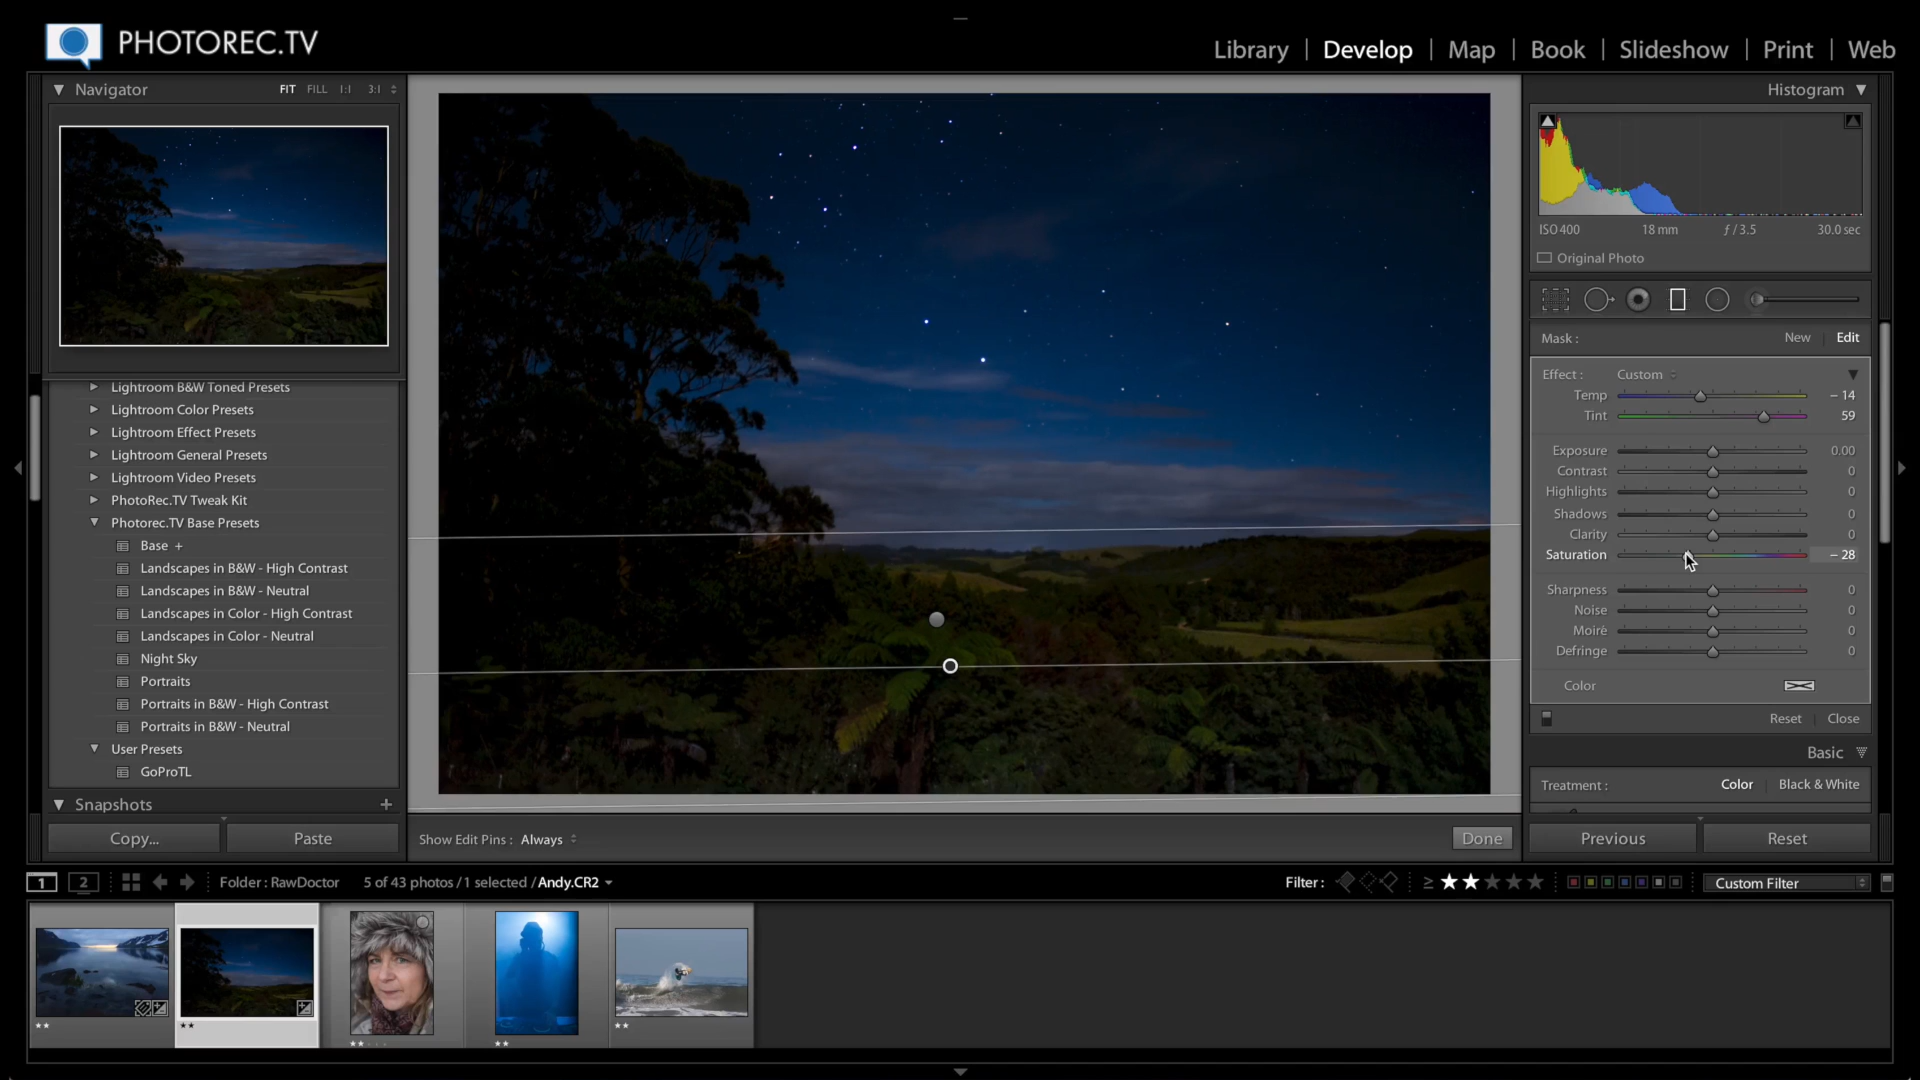 PHOTOREC.TV
Library | Develop | Map | Book | Slideshow | Print | Web
Navigator FIT FILL 1:1 3:1
Lightroom B&W Toned Presets
Lightroom Color Presets
Lightroom Effect Presets
Lightroom General Presets
Lightroom Video Presets
PhotoRec.TV Tweak Kit
Photorec.TV Base Presets
Base +
Landscapes in B&W - High Contrast
Landscapes in B&W - Neutral
Landscapes in Color - High Contrast
Landscapes in Color - Neutral
Night Sky
Portraits
Portraits in B&W - High Contrast
Portraits in B&W - Neutral
User Presets
GoProTL
Snapshots +
Copy... Paste
Show Edit Pins : Always
Done
Histogram
ISO 400 18 mm ƒ / 3.5 30.0 sec
Original Photo
Mask : New Edit
Effect : Custom
Temp – 14
Tint 59
Exposure 0.00
Contrast 0
Highlights 0
Shadows 0
Clarity 0
Saturation – 28
Sharpness 0
Noise 0
Moiré 0
Defringe 0
Color
Reset | Close
Basic
Treatment : Color | Black & White
Previous Reset
1 2 Folder : RawDoctor 5 of 43 photos / 1 selected / Andy.CR2
Filter : ≥ ★★★★★ Custom Filter